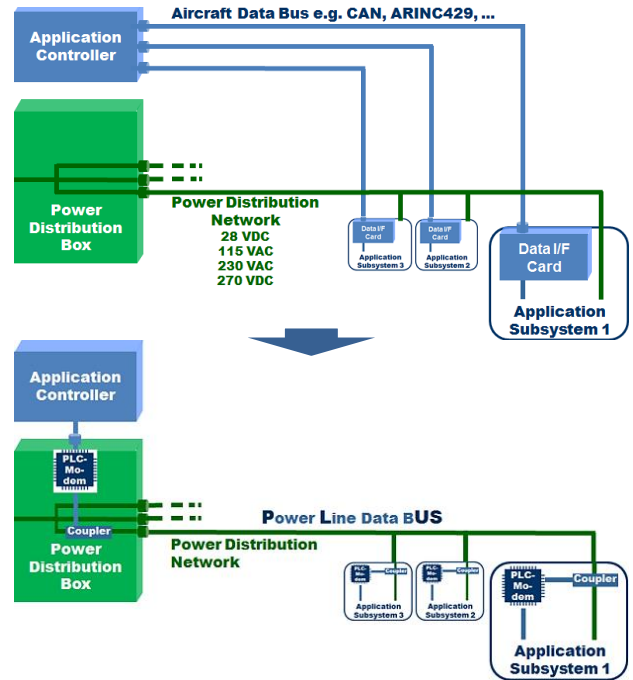 Aircraft Data Bus e.g. CAN, ARINC429, ...
Application
Controller
Power
Distribution
Box
Power Distribution
Network
28 VDC
115 VAC
230 VAC
270 VDC
Data I/F
Card
Application
Subsystem 3
Data I/F
Card
Application
Subsystem 2
Data I/F
Card
Application
Subsystem 1
Application
Controller
PLC-
Mo-
dem
Coupler
Power
Distribution
Box
Power Line Data BUS
Power Distribution
Network
PLC-
Mo-
dem
Coupler
Application
Subsystem 3
PLC-
Mo-
dem
Coupler
Application
Subsystem 2
PLC-
Mo-
dem
Coupler
Application
Subsystem 1